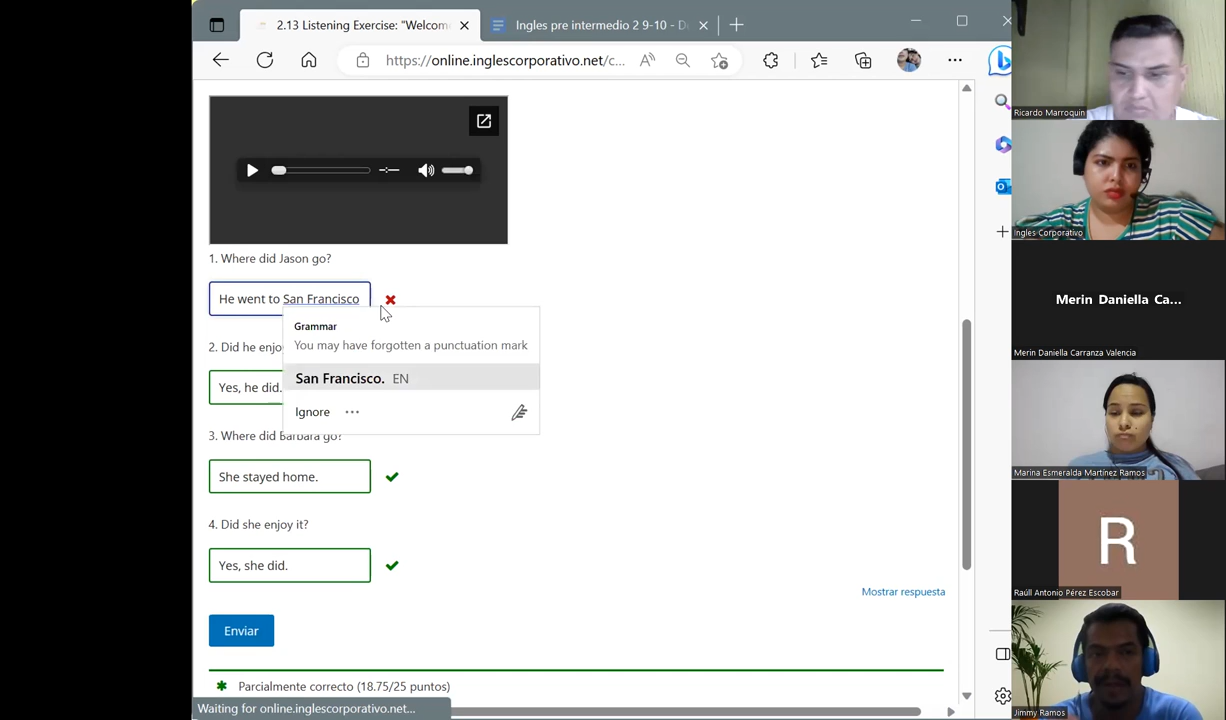 2.13 Listening Exercise: "Welcom
Ingles pre intermedio 2 9-10 - Do
https://online.inglescorporativo.net/c...
1. Where did Jason go?
He went to San Francisco
Grammar
You may have forgotten a punctuation mark
San Francisco. EN
Ignore
2. Did he enjo
Yes, he did.
3. Where did Barbara go?
She stayed home.
4. Did she enjoy it?
Yes, she did.
Mostrar respuesta
Enviar
Parcialmente correcto (18.75/25 puntos)
Waiting for online.inglescorporativo.net...
Ricardo Marroquin
Ingles Corporativo
Merin Daniella Ca...
Merin Daniella Carranza Valencia
Marina Esmeralda Martínez Ramos
R
Raúll Antonio Pérez Escobar
Jimmy Ramos